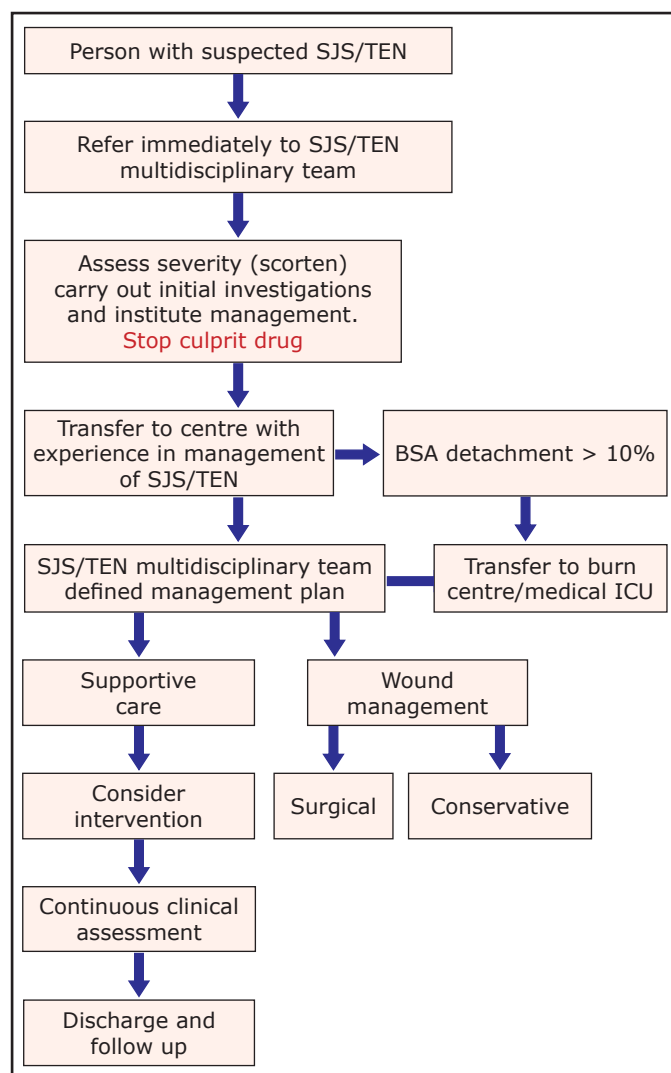 Person with suspected SJS/TEN
Refer immediately to SJS/TEN
multidisciplinary team
Assess severity (scorten)
carry out initial investigations
and institute management.
Stop culprit drug
Transfer to centre with
experience in management
of SJS/TEN
BSA detachment > 10%
SJS/TEN multidisciplinary team
defined management plan
Transfer to burn
centre/medical ICU
Supportive
care
Wound
management
Consider
intervention
Surgical
Conservative
Continuous clinical
assessment
Discharge and
follow up